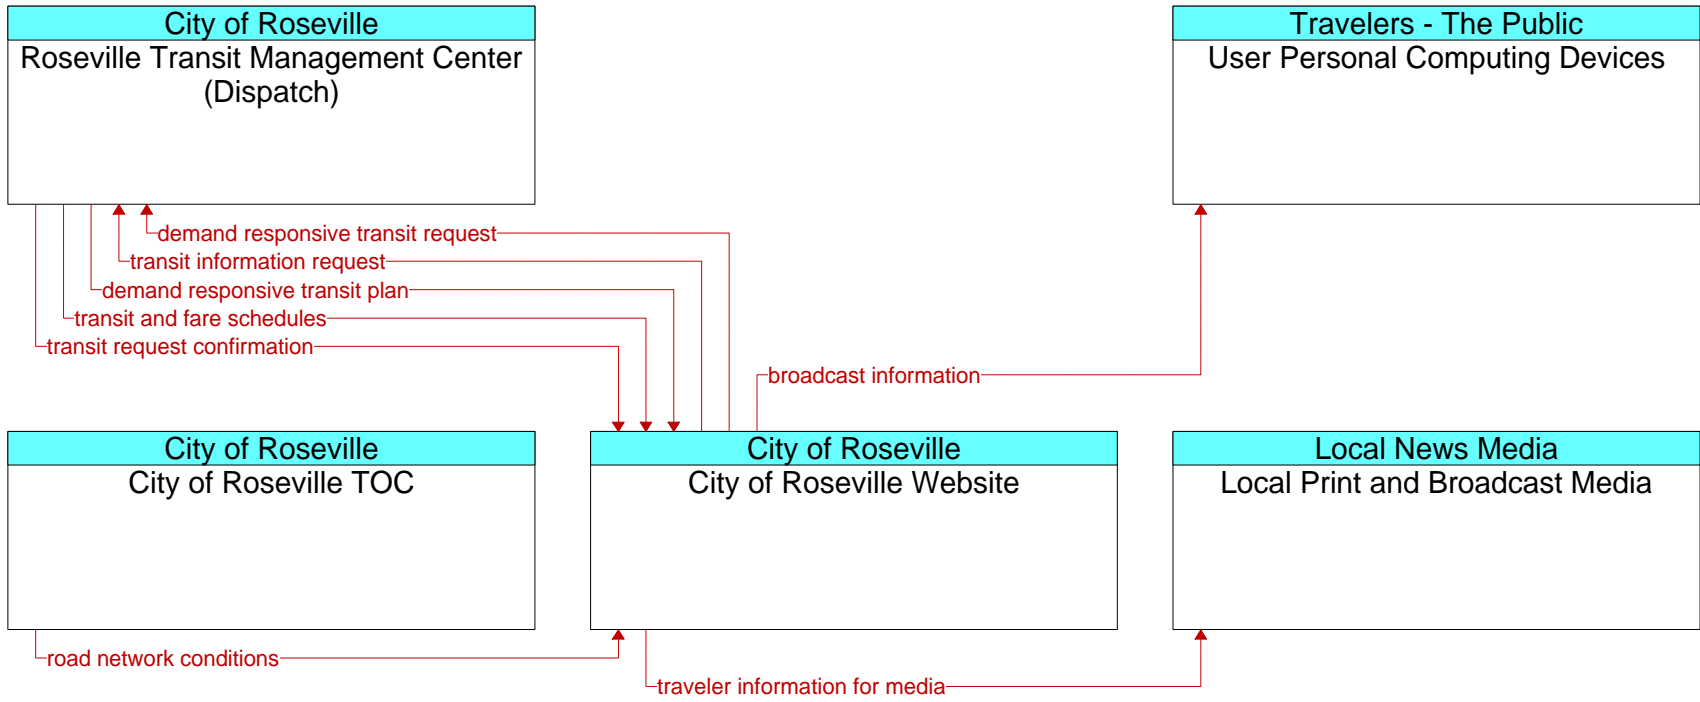 City of Roseville
Roseville Transit Management Center
(Dispatch)
Travelers - The Public
User Personal Computing Devices
demand responsive transit request
transit information request
demand responsive transit plan
transit and fare schedules
transit request confirmation
broadcast information
City of Roseville
City of Roseville TOC
City of Roseville
City of Roseville Website
Local News Media
Local Print and Broadcast Media
road network conditions
traveler information for media